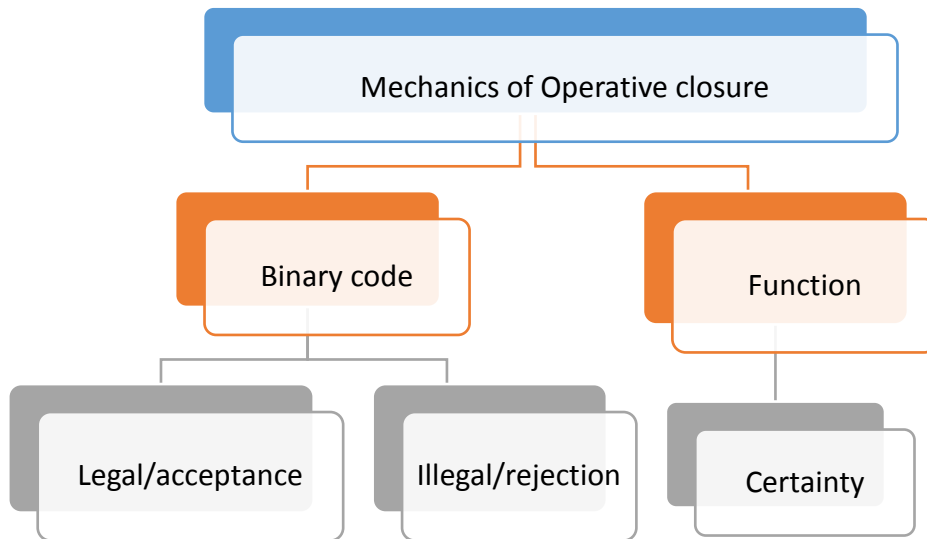 Mechanics of Operative closure
Binary code
Function
Legal/acceptance
Illegal/rejection
Certainty